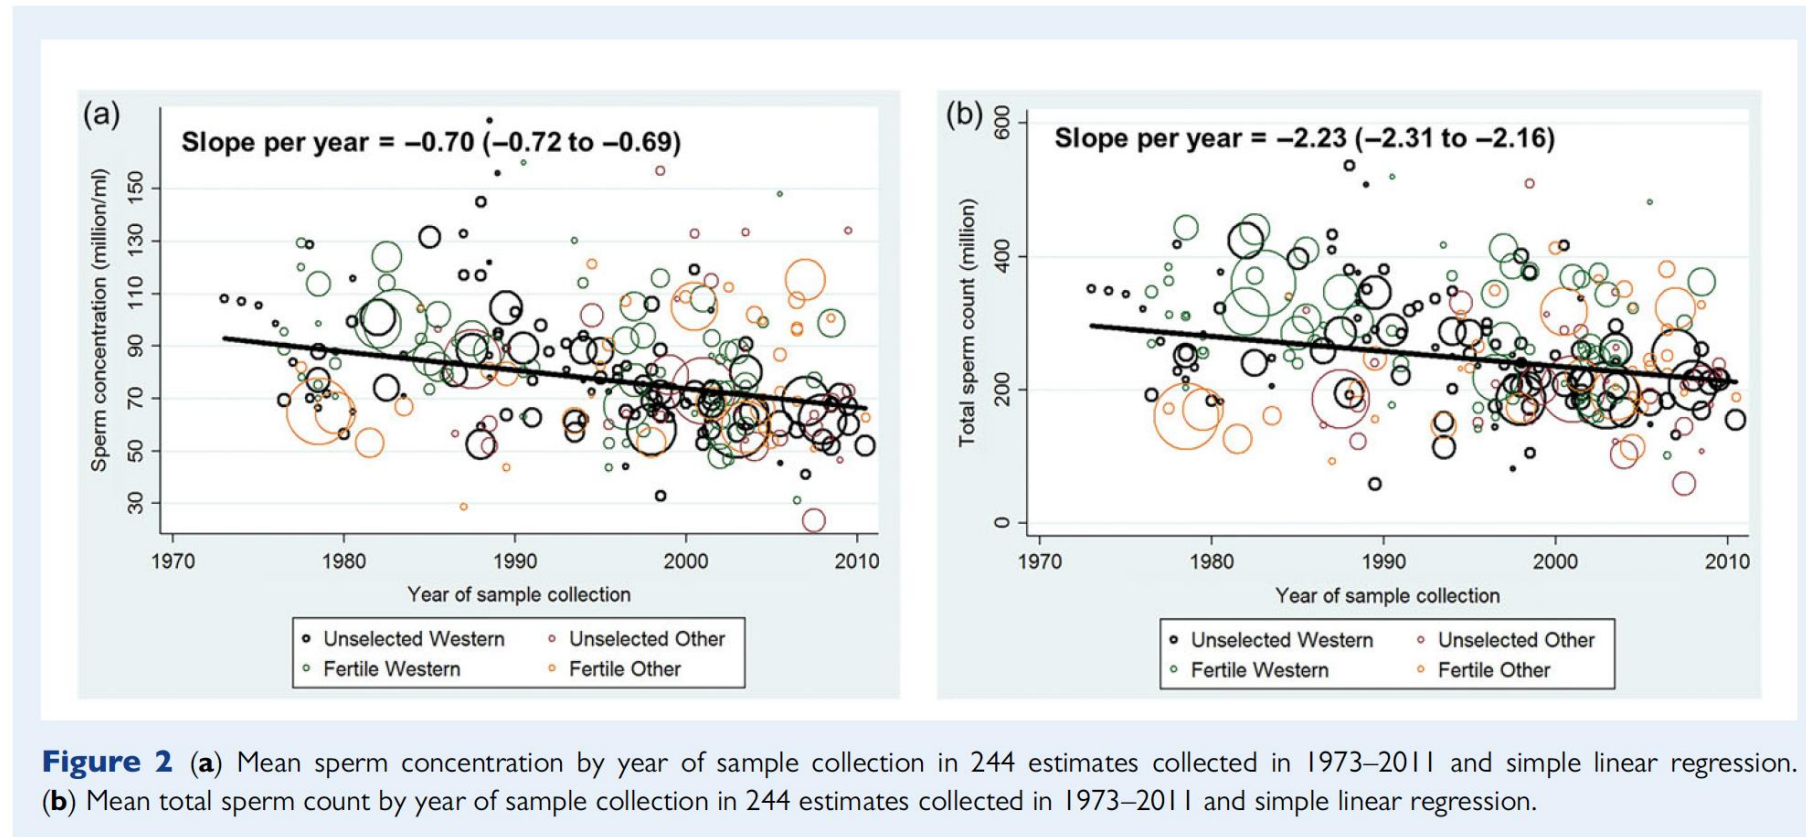 (a)
Slope per year = −0.70 (−0.72 to −0.69)
Sperm concentration (million/ml)
150
130
110
90
70
50
30
1970 1980 1990 2000 2010
Year of sample collection
Unselected Western Unselected Other
Fertile Western Fertile Other
(b)
Slope per year = −2.23 (−2.31 to −2.16)
Total sperm count (million)
600
400
200
0
1970 1980 1990 2000 2010
Year of sample collection
Unselected Western Unselected Other
Fertile Western Fertile Other
Figure 2 (a) Mean sperm concentration by year of sample collection in 244 estimates collected in 1973–2011 and simple linear regression.
(b) Mean total sperm count by year of sample collection in 244 estimates collected in 1973–2011 and simple linear regression.